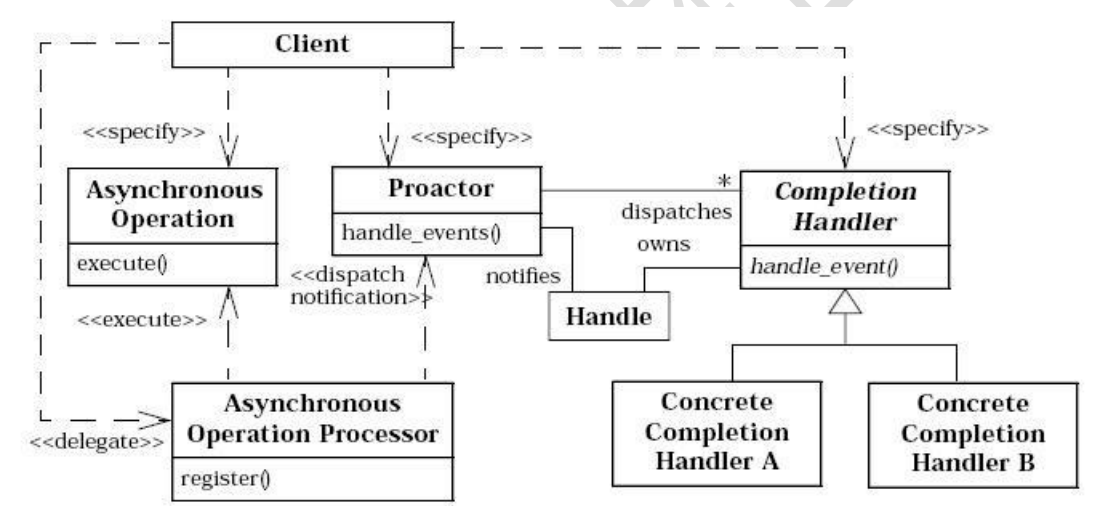 Client
<<specify>>
<<specify>>
<<specify>>
Asynchronous
Operation
execute()
Proactor
handle_events()
*
dispatches
Completion
Handler
handle_event()
owns
notifies
Handle
<<dispatch
notification>>
<<execute>>
Asynchronous
Operation Processor
register()
<<delegate>>
Concrete
Completion
Handler A
Concrete
Completion
Handler B